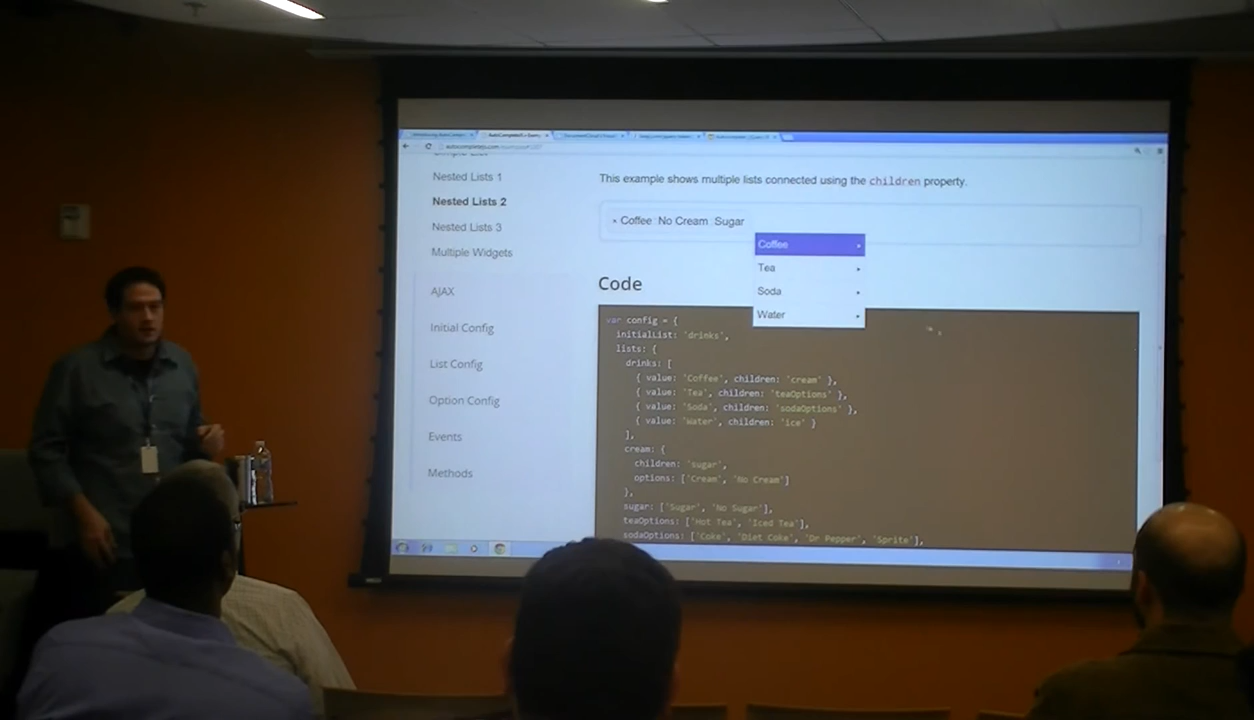 autocompletejs.com
Nested Lists 1
Nested Lists 2
Nested Lists 3
Multiple Widgets
AJAX
Initial Config
List Config
Option Config
Events
Methods
This example shows multiple lists connected using the children property.
× Coffee No Cream Sugar
Coffee
Tea
Soda
Water
Code
var config = {
initialList: 'drinks',
lists: {
drinks: [
{ value: 'Coffee', children: 'cream' },
{ value: 'Tea', children: 'teaOptions' },
{ value: 'Soda', children: 'sodaOptions' },
{ value: 'Water', children: 'ice' }
],
cream: {
children: 'sugar',
options: ['Cream', 'No Cream']
},
sugar: ['Sugar', 'No Sugar'],
teaOptions: ['Hot Tea', 'Iced Tea'],
sodaOptions: ['Coke', 'Diet Coke', 'Dr Pepper', 'Sprite'],